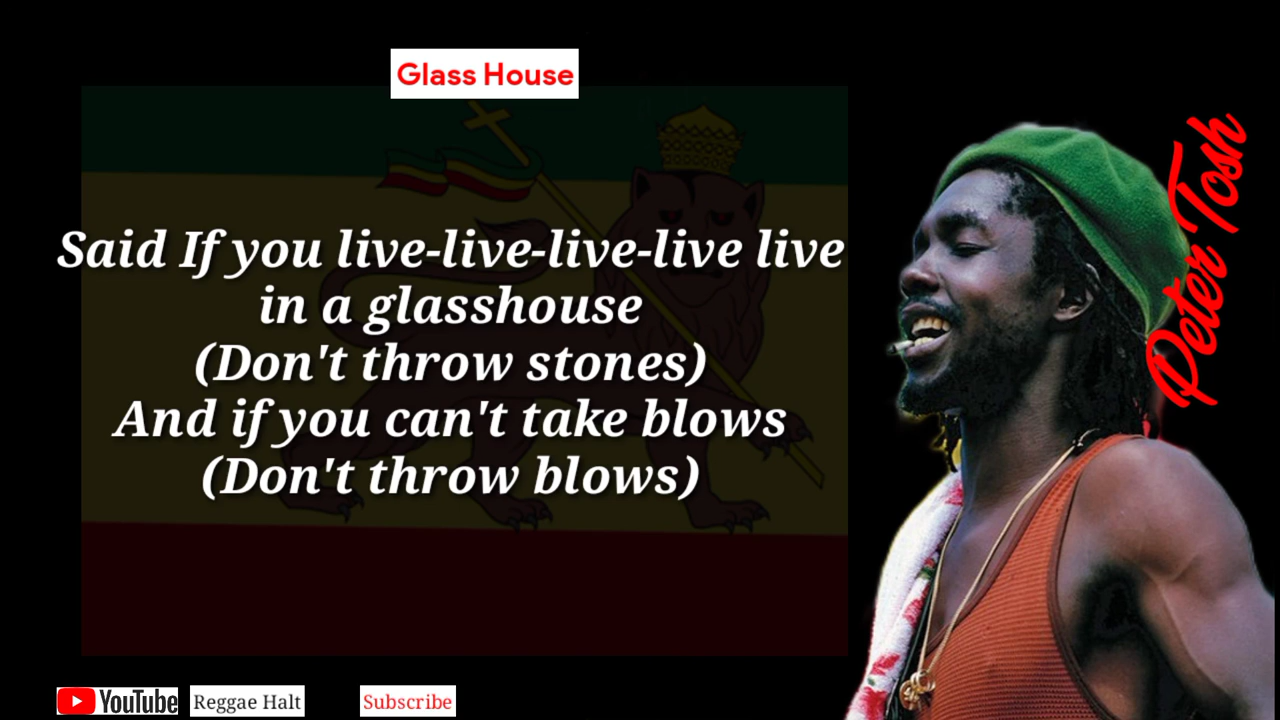 Glass House
Said If you live-live-live-live live
in a glasshouse
(Don't throw stones)
And if you can't take blows
(Don't throw blows)
Peter Tosh
YouTube
Reggae Halt
Subscribe